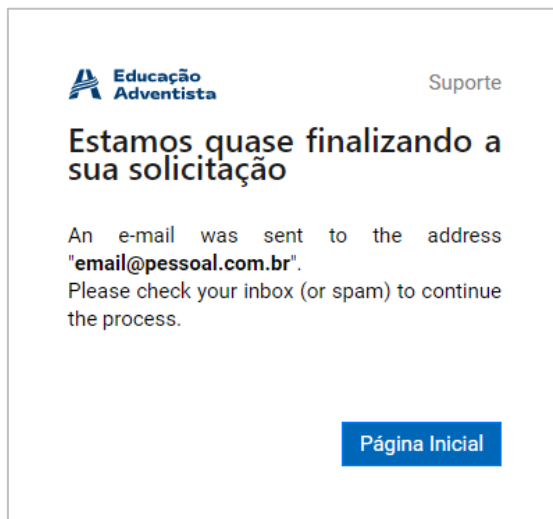 Educação
Adventista
Suporte
Estamos quase finalizando a
sua solicitação
An e-mail was sent to the address
"email@pessoal.com.br".
Please check your inbox (or spam) to continue
the process.
Página Inicial